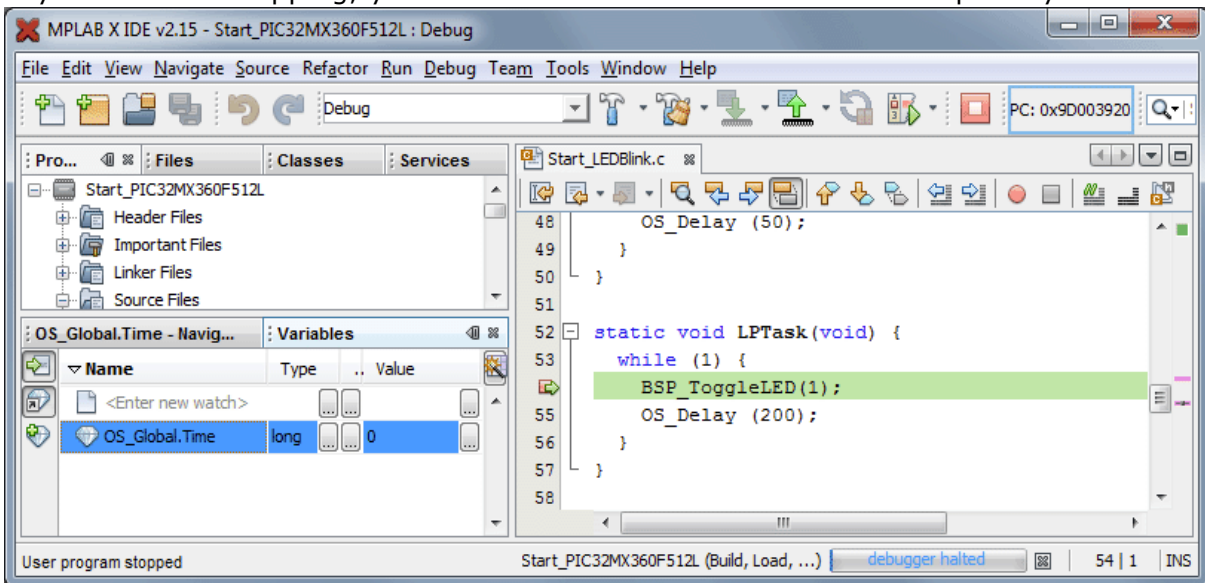 MPLAB X IDE v2.15 - Start_PIC32MX360F512L : Debug
File Edit View Navigate Source Refactor Run Debug Team Tools Window Help
Debug
PC: 0x9D003920
Pro... Files Classes Services
Start_PIC32MX360F512L
Header Files
Important Files
Linker Files
Source Files
OS_Global.Time - Navig... Variables
Name Type .. Value
<Enter new watch> ... ... ...
OS_Global.Time long ... ... 0 ...
Start_LEDBlink.c
48 OS_Delay (50);
49 }
50 }
51
52 static void LPTask(void) {
53 while (1) {
BSP_ToggleLED(1);
55 OS_Delay (200);
56 }
57 }
58
User program stopped
Start_PIC32MX360F512L (Build, Load, ...) debugger halted 54 | 1 INS